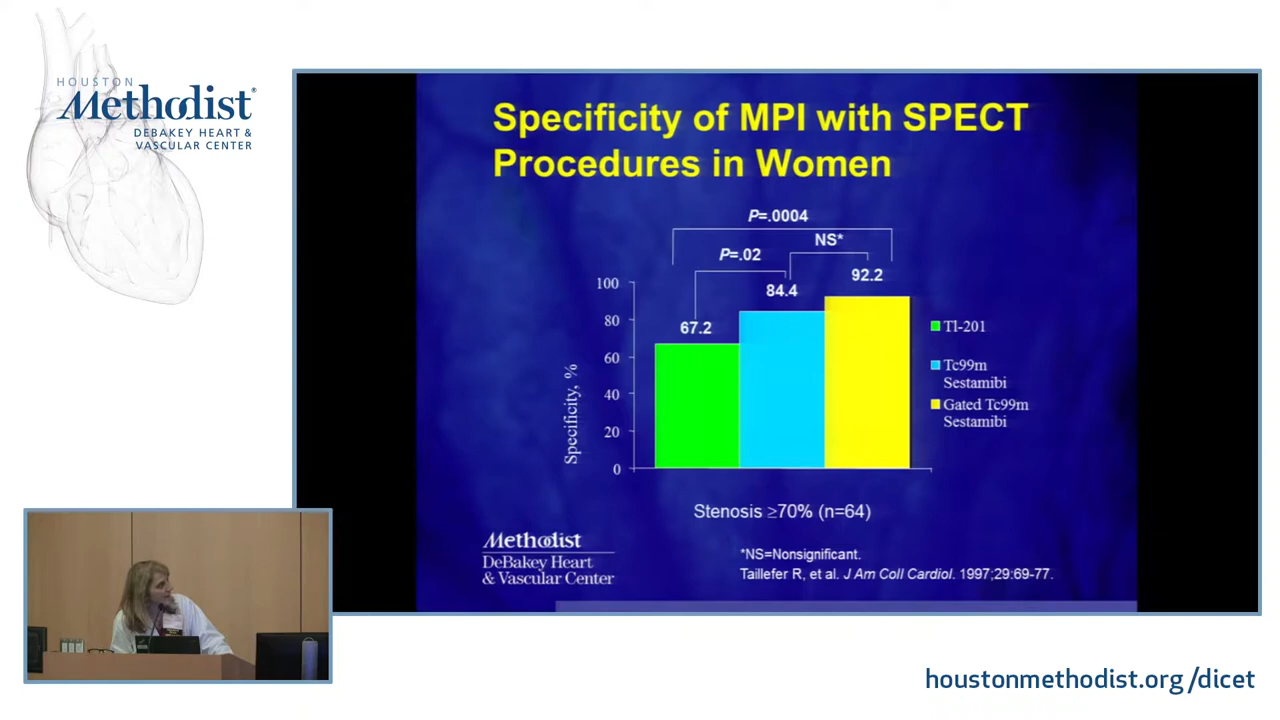 HOUSTON
Methodist®
DEBAKEY HEART &
VASCULAR CENTER
Specificity of MPI with SPECT
Procedures in Women
P=.0004
NS*
P=.02
92.2
84.4
67.2
100
80
60
40
20
0
Specificity, %
Tl-201
Tc99m
Sestamibi
Gated Tc99m
Sestamibi
Stenosis ≥70% (n=64)
Methodist
DeBakey Heart
& Vascular Center
*NS=Nonsignificant.
Taillefer R, et al. J Am Coll Cardiol. 1997;29:69-77.
houstonmethodist.org/dicet